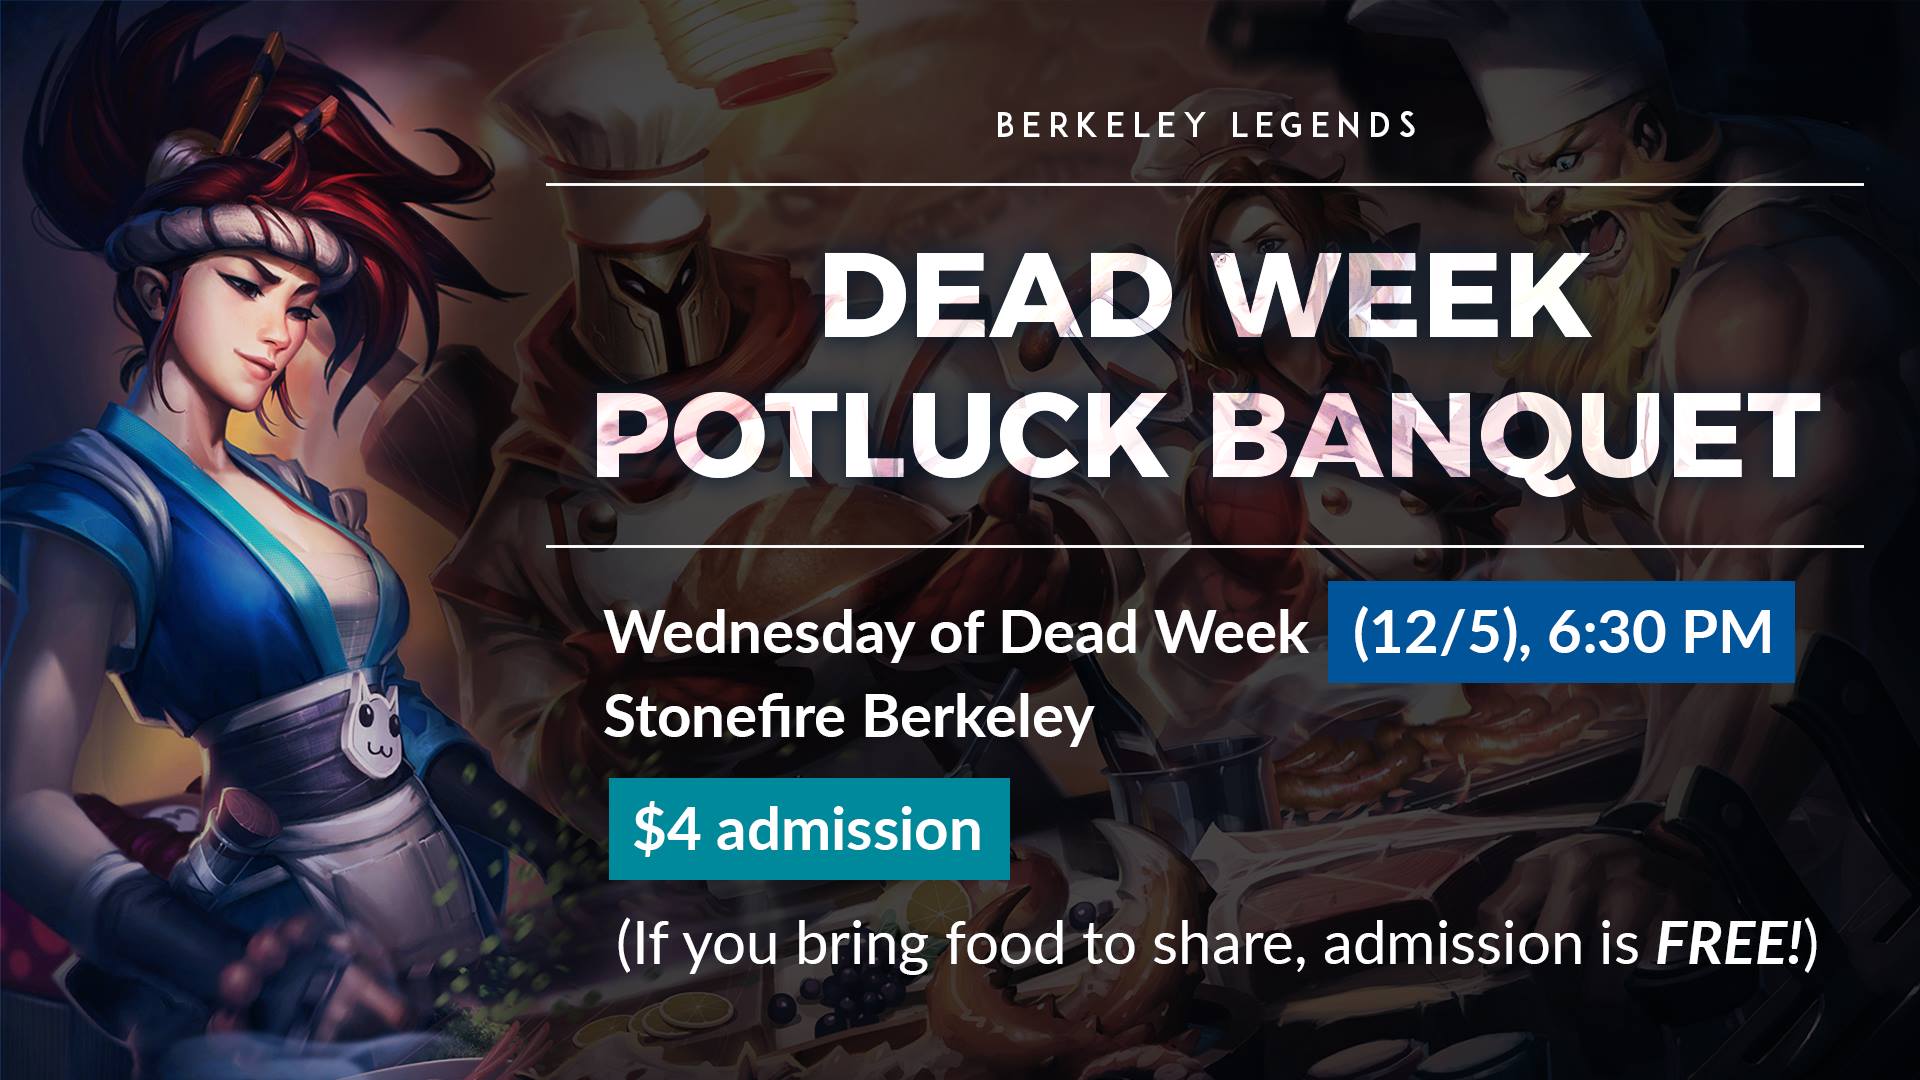 BERKELEY LEGENDS
DEAD WEEK
POTLUCK BANQUET
Wednesday of Dead Week (12/5), 6:30 PM
Stonefire Berkeley
$4 admission
(If you bring food to share, admission is FREE!)